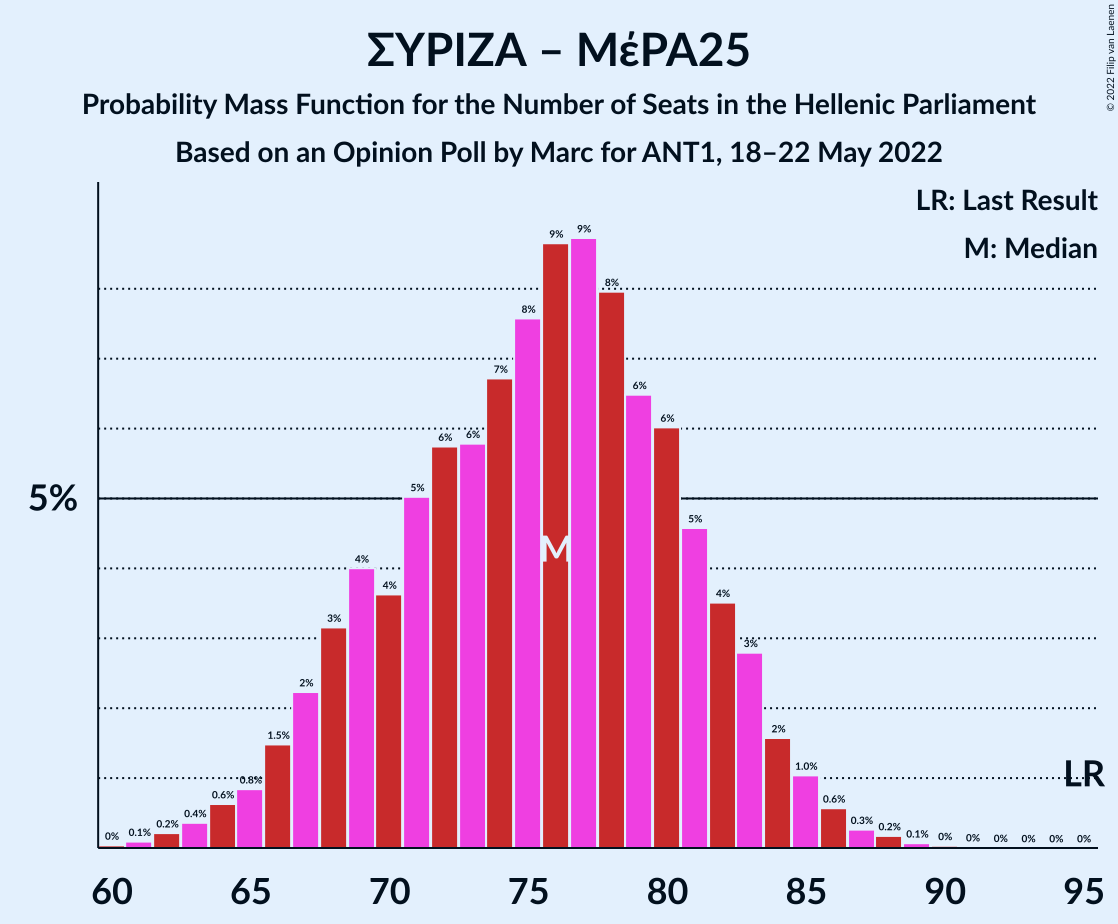 ΣΥΡΙΖΑ – ΜέΡΑ25
Probability Mass Function for the Number of Seats in the Hellenic Parliament
Based on an Opinion Poll by Marc for ANT1, 18–22 May 2022
© 2022 Filip van Laenen
LR: Last Result
M: Median
5%
0% 0.1% 0.2% 0.4% 0.6% 0.8% 1.5% 2% 3% 4% 4% 5% 6% 6% 7% 8% 9% 9% 8% 6% 6% 5% 4% 3% 2% 1.0% 0.6% 0.3% 0.2% 0.1% 0% 0% 0% 0% 0% 0%
M
LR
60 65 70 75 80 85 90 95